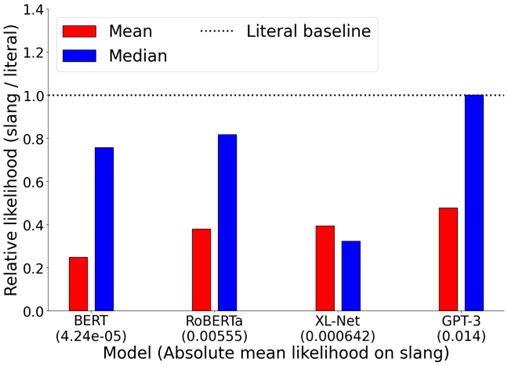 Relative likelihood (slang / literal)
1.4
1.2
1.0
0.8
0.6
0.4
0.2
0.0
Mean
Median
Literal baseline
BERT
(4.24e-05)
RoBERTa
(0.00555)
XL-Net
(0.000642)
GPT-3
(0.014)
Model (Absolute mean likelihood on slang)